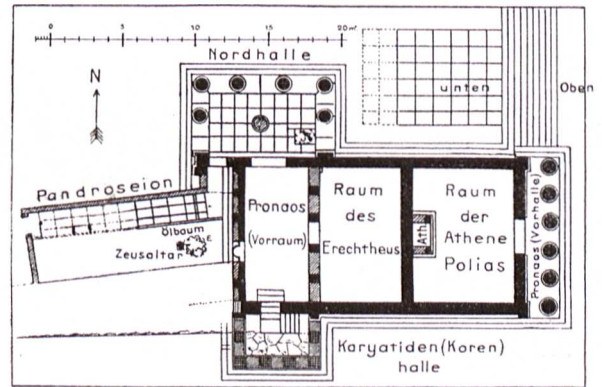 0 5 10 15 20 m
Nordhalle
N
unten
Oben
Pandroseion
Ölbaum
Zeusaltar
Pronaos
(Vorraum)
Raum
des
Erechtheus
Ath
Raum
der
Athene
Polias
Pronaos (Vorhalle)
Karyatiden (Koren)
halle